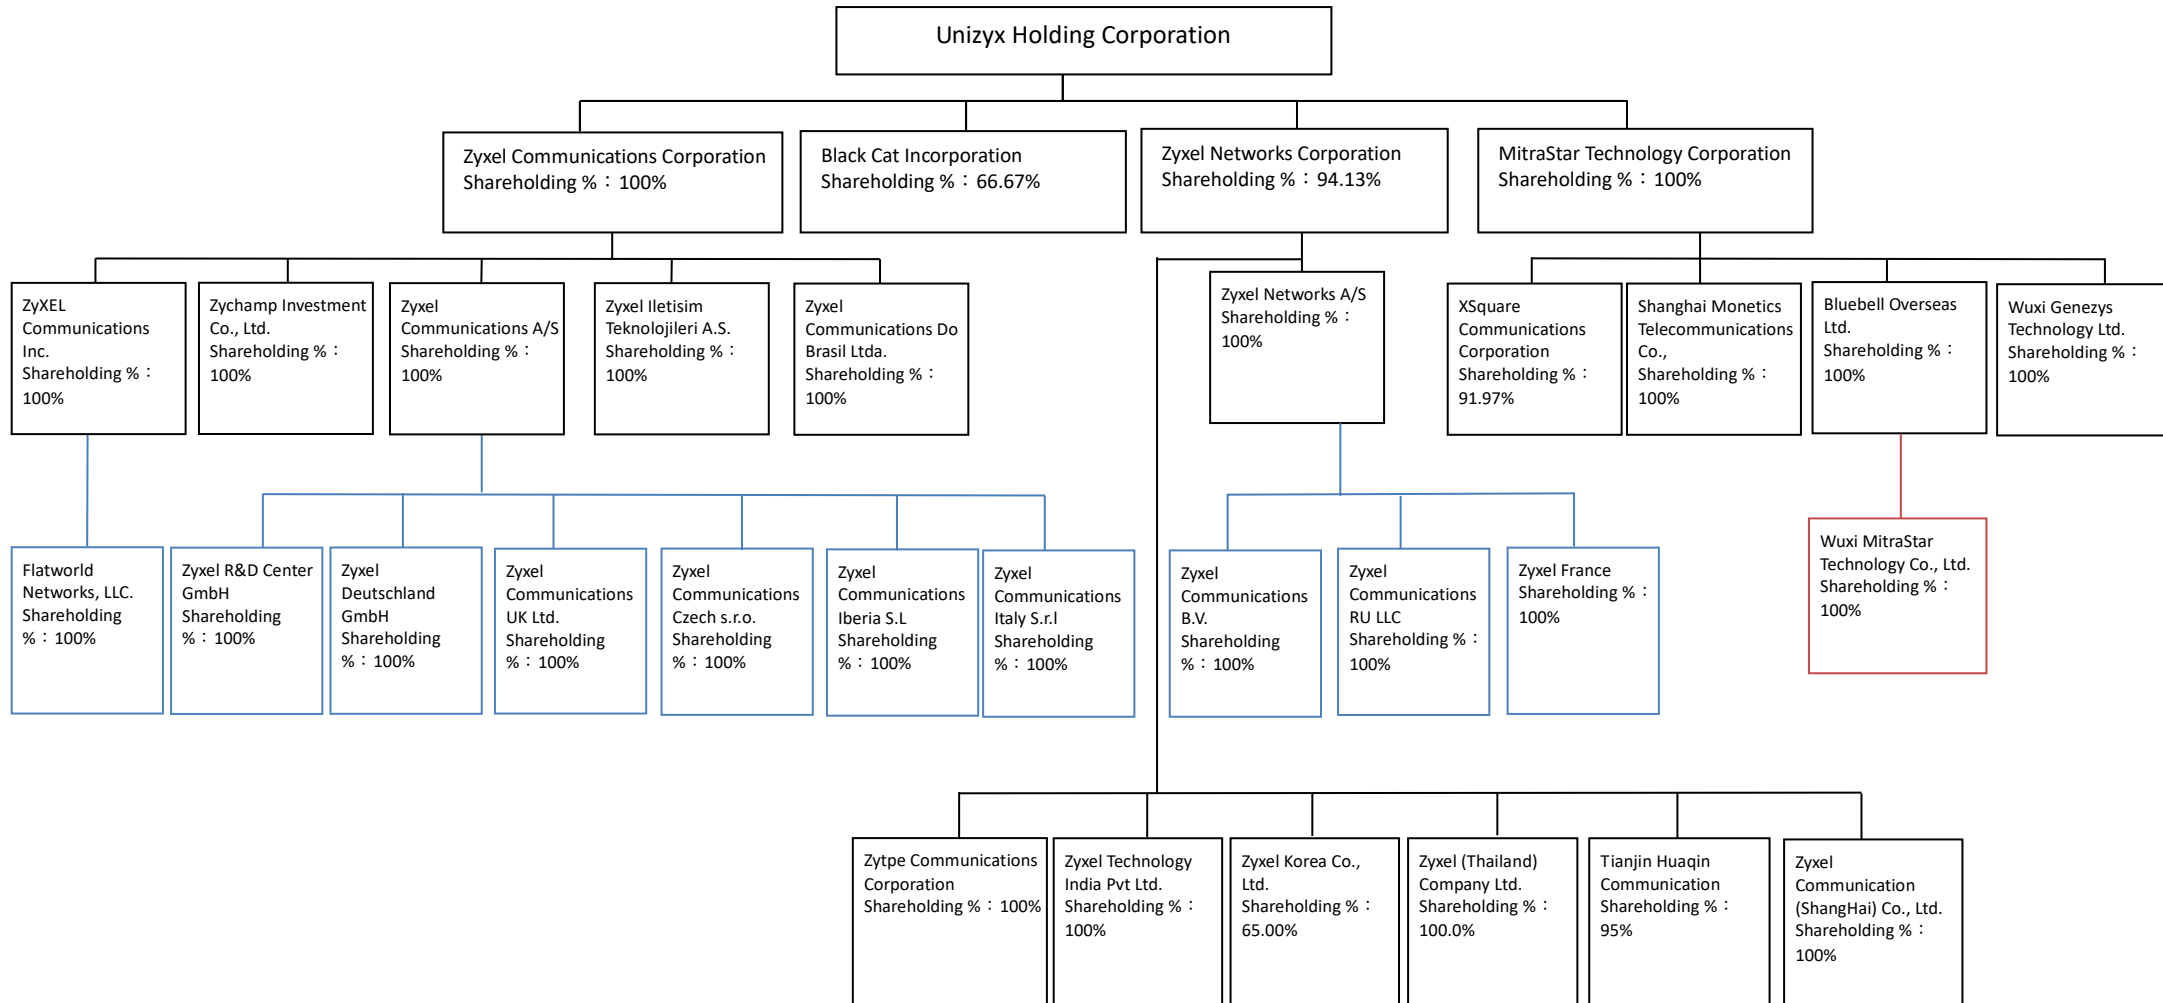 Unizyx Holding Corporation
Zyxel Communications Corporation
Shareholding %：100%
Black Cat Incorporation
Shareholding %：66.67%
Zyxel Networks Corporation
Shareholding %：94.13%
MitraStar Technology Corporation
Shareholding %：100%
ZyXEL
Communications
Inc.
Shareholding %：
100%
Zychamp Investment
Co., Ltd.
Shareholding %：
100%
Zyxel
Communications A/S
Shareholding %：
100%
Zyxel Iletisim
Teknolojileri A.S.
Shareholding %：
100%
Zyxel
Communications Do
Brasil Ltda.
Shareholding %：
100%
Zyxel Networks A/S
Shareholding %：
100%
XSquare
Communications
Corporation
Shareholding %：
91.97%
Shanghai Monetics
Telecommunications
Co.,
Shareholding %：
100%
Bluebell Overseas
Ltd.
Shareholding %：
100%
Wuxi Genezys
Technology Ltd.
Shareholding %：
100%
Flatworld
Networks, LLC.
Shareholding
%：100%
Zyxel R&D Center
GmbH
Shareholding
%：100%
Zyxel
Deutschland
GmbH
Shareholding
%：100%
Zyxel
Communications
UK Ltd.
Shareholding
%：100%
Zyxel
Communications
Czech s.r.o.
Shareholding
%：100%
Zyxel
Communications
Iberia S.L
Shareholding
%：100%
Zyxel
Communications
Italy S.r.l
Shareholding
%：100%
Zyxel
Communications
B.V.
Shareholding
%：100%
Zyxel
Communications
RU LLC
Shareholding %：
100%
Zyxel France
Shareholding %：
100%
Wuxi MitraStar
Technology Co., Ltd.
Shareholding %：
100%
Zytpe Communications
Corporation
Shareholding %：100%
Zyxel Technology
India Pvt Ltd.
Shareholding %：
100%
Zyxel Korea Co.,
Ltd.
Shareholding %：
65.00%
Zyxel (Thailand)
Company Ltd.
Shareholding %：
100.0%
Tianjin Huaqin
Communication
Shareholding %：
95%
Zyxel
Communication
(ShangHai) Co., Ltd.
Shareholding %：
100%